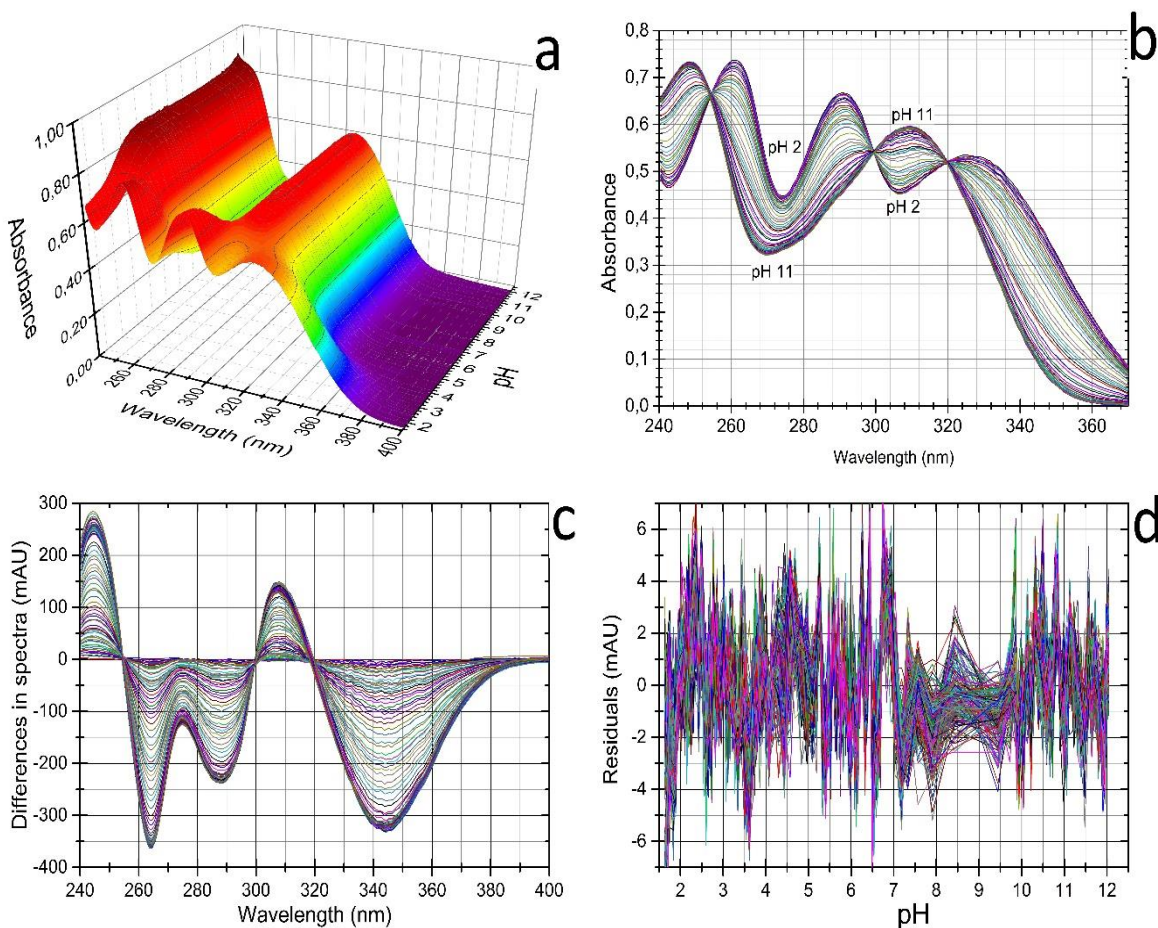 a
1,00
0,80
0,60
0,40
0,20
0,00
Absorbance
260
280
300
320
340
360
380
400
Wavelength (nm)
2
3
4
5
6
7
8
9
10
11
12
pH
b
0,8
0,7
0,6
0,5
0,4
0,3
0,2
0,1
0,0
Absorbance
pH 2
pH 11
pH 11
pH 2
240 260 280 300 320 340 360
Wavelength (nm)
c
300
200
100
0
-100
-200
-300
-400
Differences in spectra (mAU)
240 260 280 300 320 340 360 380 400
Wavelength (nm)
d
6
4
2
0
-2
-4
-6
Residuals (mAU)
2 3 4 5 6 7 8 9 10 11 12
pH